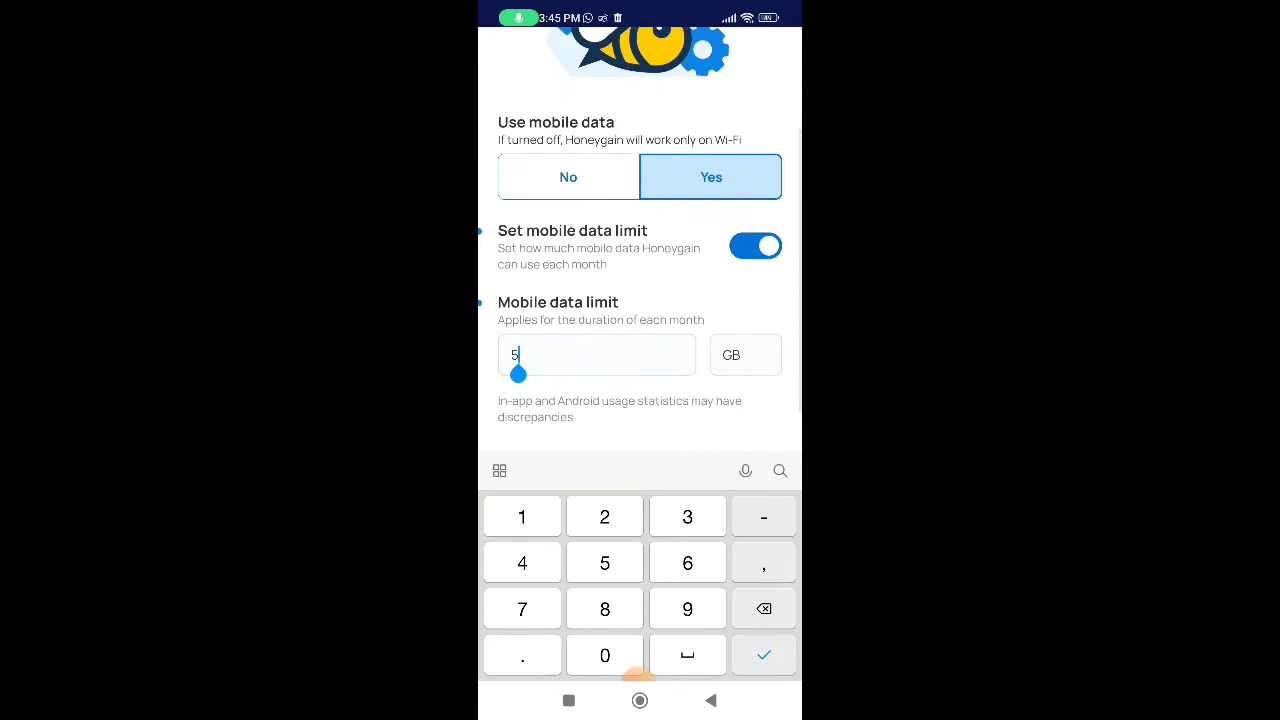 3:45 PM
49
Use mobile data
If turned off, Honeygain will work only on Wi-Fi
No
Yes
Set mobile data limit
Set how much mobile data Honeygain
can use each month
Mobile data limit
Applies for the duration of each month
5
GB
In-app and Android usage statistics may have
discrepancies
1 2 3 -
4 5 6 ,
7 8 9
. 0